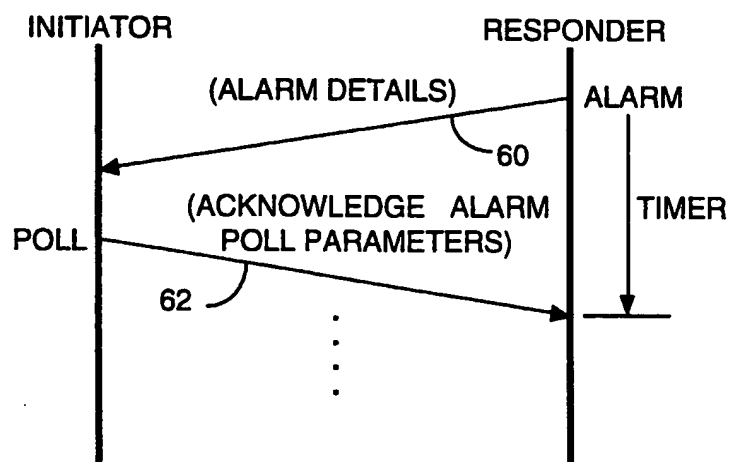 INITIATOR
RESPONDER
(ALARM DETAILS)
ALARM
60
(ACKNOWLEDGE ALARM
POLL PARAMETERS)
TIMER
POLL
62